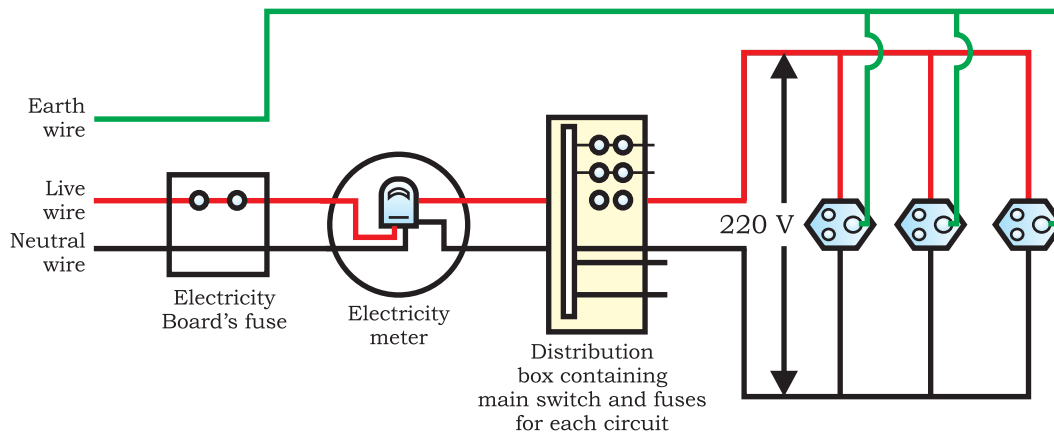 Earth
wire
Live
wire
Neutral
wire
Electricity
Board's fuse
Electricity
meter
Distribution
box containing
main switch and fuses
for each circuit
220 V